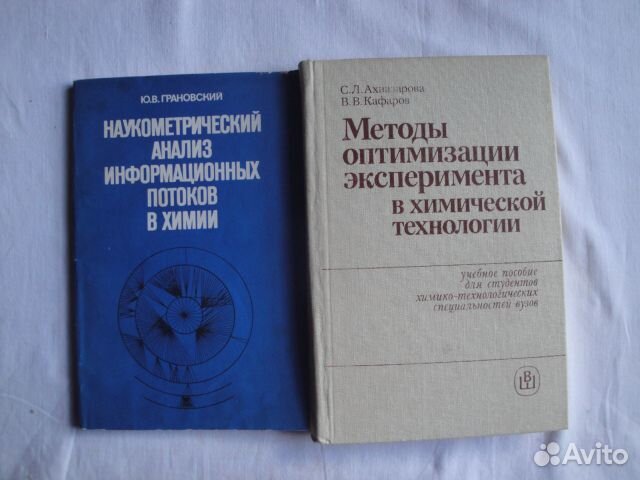 Ю.В. ГРАНОВСКИЙ
НАУКОМЕТРИЧЕСКИЙ
АНАЛИЗ
ИНФОРМАЦИОННЫХ
ПОТОКОВ
В ХИМИИ
С.Л.Ахназарова
В.В.Кафаров
Методы
оптимизации
эксперимента
в химической
технологии
учебное пособие
для студентов
химико-технологических
специальностей вузов
ВШ
Avito